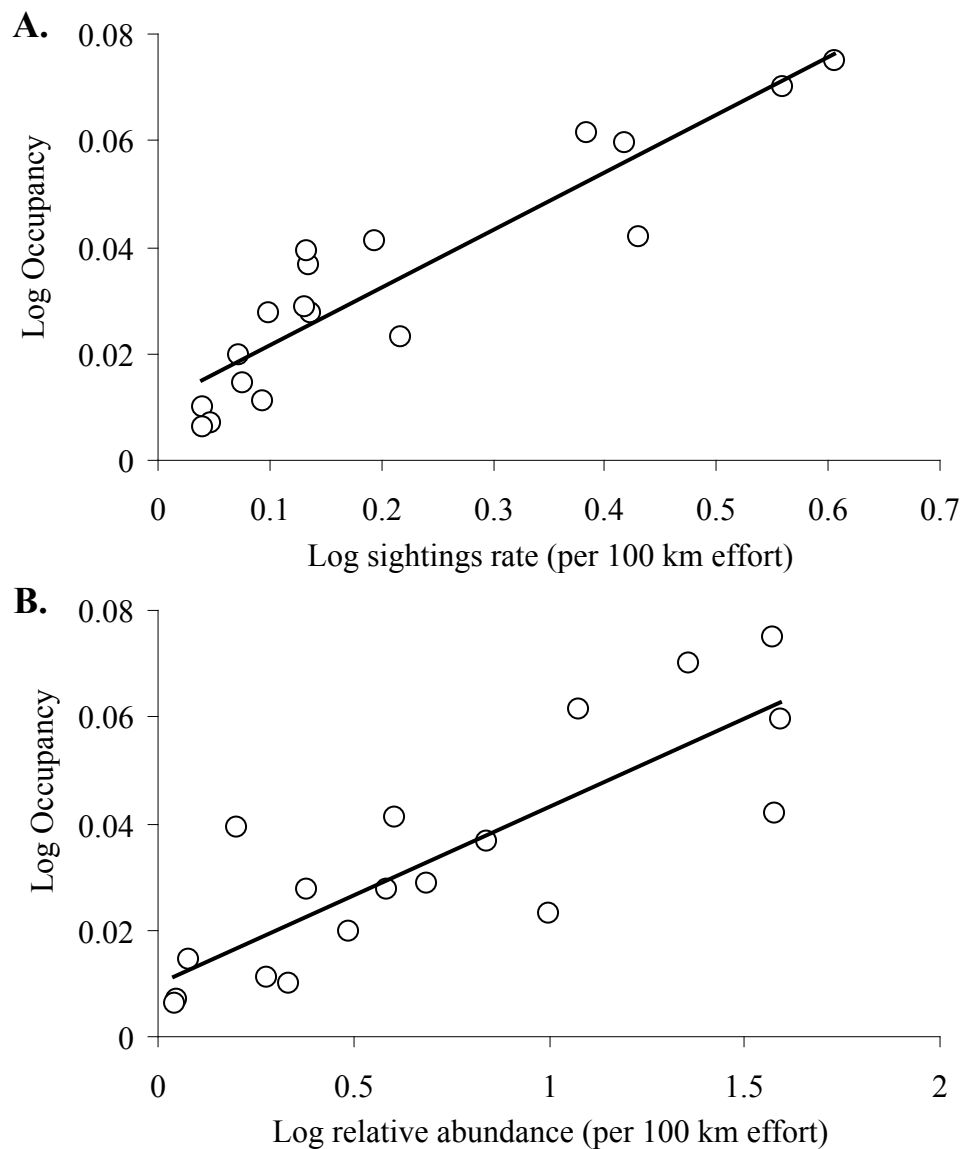 A.
0.08
0.06
0.04
0.02
0
Log Occupancy
0 0.1 0.2 0.3 0.4 0.5 0.6 0.7
Log sightings rate (per 100 km effort)
B.
0.08
0.06
0.04
0.02
0
Log Occupancy
0 0.5 1 1.5 2
Log relative abundance (per 100 km effort)